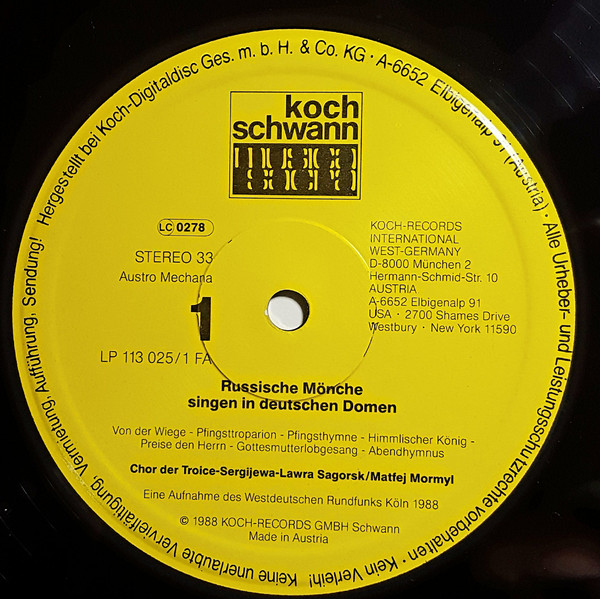 Hergestellt bei Koch-Digitaldisc Ges. m. b. H. & Co. KG · A-6652 Elbigenalp 91 (Austria) · Alle Urheber- und Leistungsschutzrechte vorbehalten · Kein Verleih! Keine unerlaubte Vervielfältigung, Vermietung, Aufführung, Sendung!
koch
schwann
musica
LC 0278
STEREO 33
Austro Mechana
1
LP 113 025/1 FA
KOCH-RECORDS
INTERNATIONAL
WEST-GERMANY
D-8000 München 2
Hermann-Schmid-Str. 10
AUSTRIA
A-6652 Elbigenalp 91
USA · 2700 Shames Drive
Westbury · New York 11590
Russische Mönche
singen in deutschen Domen
Von der Wiege - Pfingsttroparion - Pfingsthymne - Himmlischer König -
Preise den Herrn - Gottesmutterlobgesang - Abendhymnus
Chor der Troice-Sergijewa-Lawra Sagorsk/Matfej Mormyl
Eine Aufnahme des Westdeutschen Rundfunks Köln 1988
© 1988 KOCH-RECORDS GMBH Schwann
Made in Austria